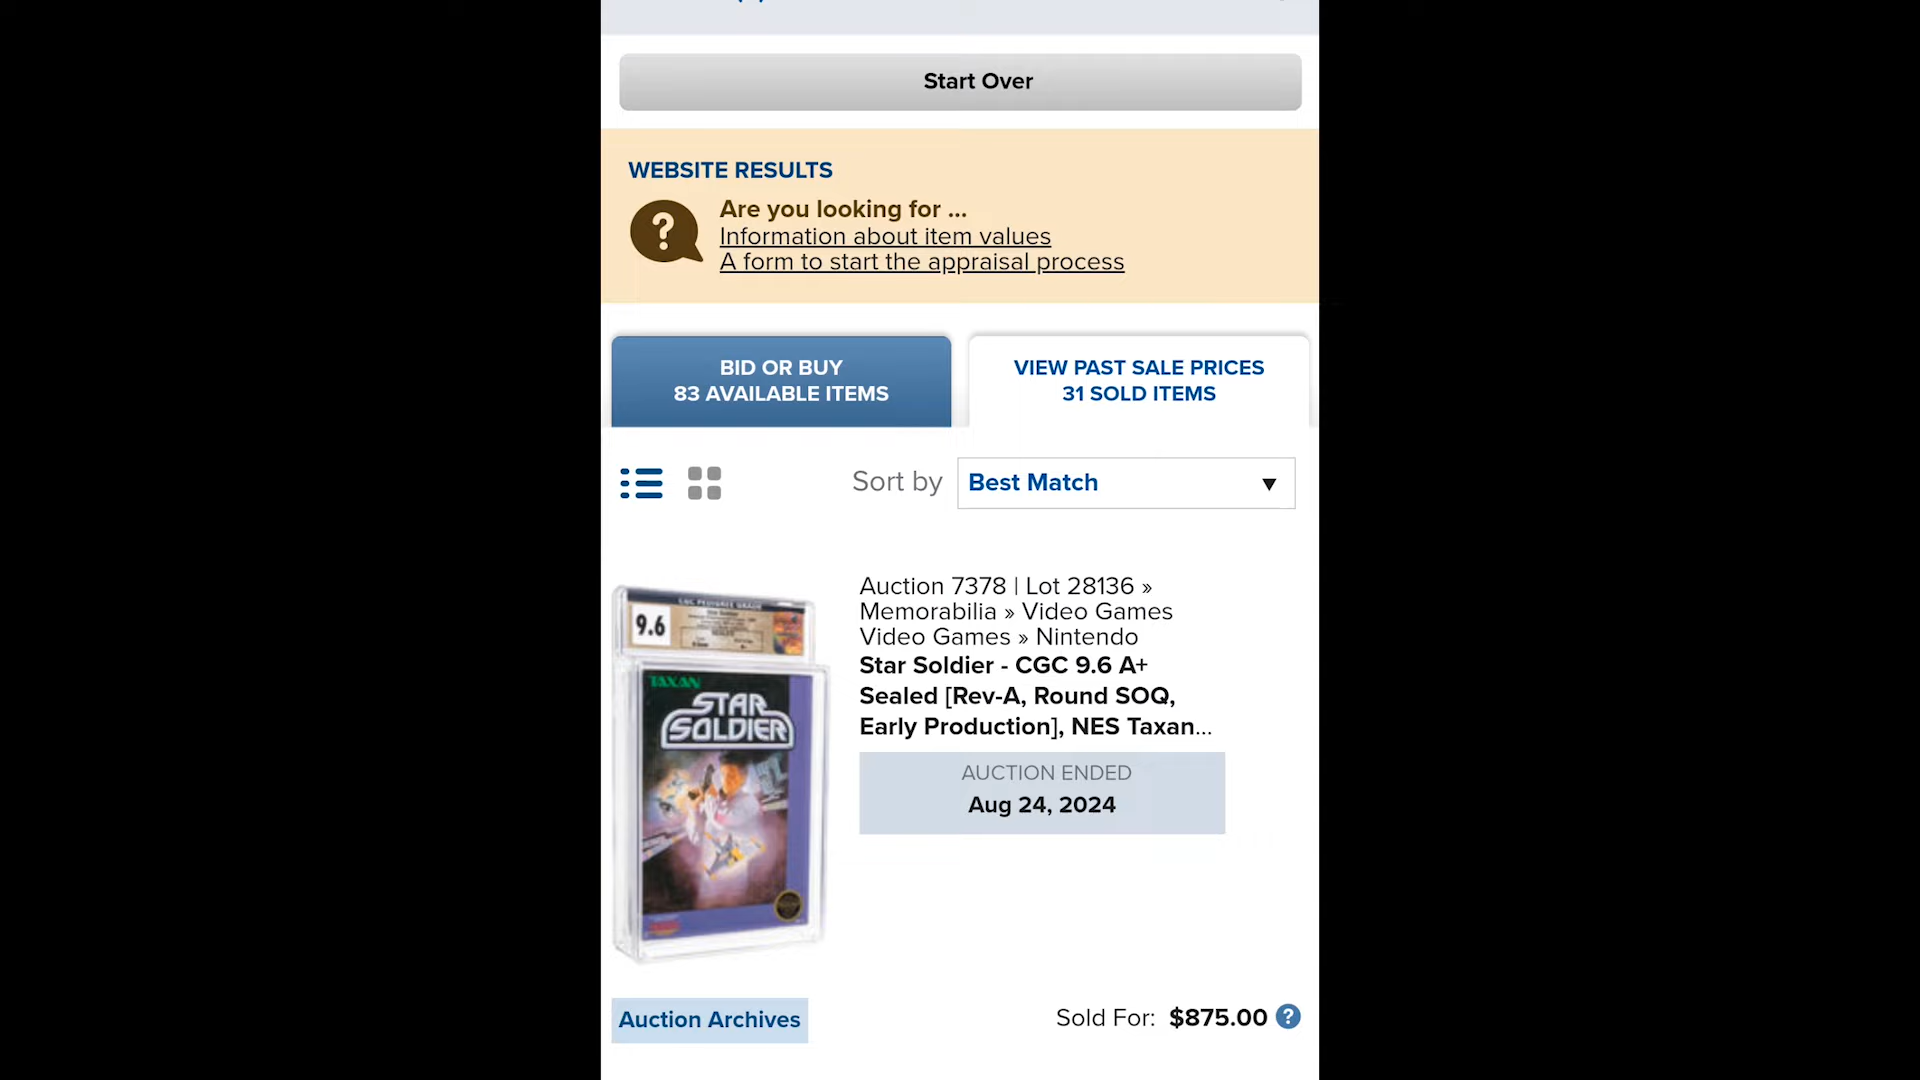 Start Over
WEBSITE RESULTS
?
Are you looking for ...
Information about item values
A form to start the appraisal process
BID OR BUY
83 AVAILABLE ITEMS
VIEW PAST SALE PRICES
31 SOLD ITEMS
Sort by
Best Match
Auction 7378 | Lot 28136 »
Memorabilia » Video Games
Video Games » Nintendo
Star Soldier - CGC 9.6 A+
Sealed [Rev-A, Round SOQ,
Early Production], NES Taxan...
AUCTION ENDED
Aug 24, 2024
9.6
TAXAN
STAR
SOLDIER
Auction Archives
Sold For: $875.00 ?